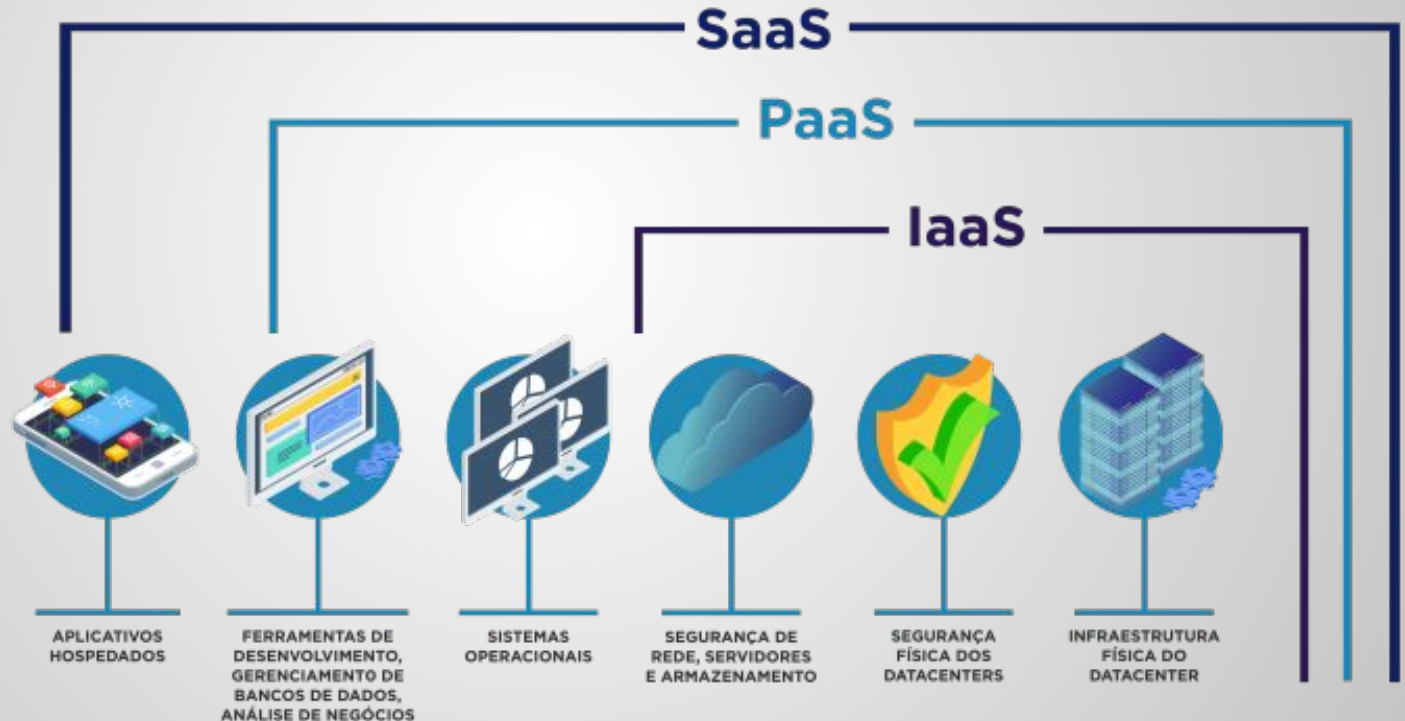 SaaS
PaaS
IaaS
APLICATIVOS
HOSPEDADOS
FERRAMENTAS DE
DESENVOLVIMENTO,
GERENCIAMENTO DE
BANCOS DE DADOS,
ANÁLISE DE NEGÓCIOS
SISTEMAS
OPERACIONAIS
SEGURANÇA DE
REDE, SERVIDORES
E ARMAZENAMENTO
SEGURANÇA
FÍSICA DOS
DATACENTERS
INFRAESTRUTURA
FÍSICA DO
DATACENTER